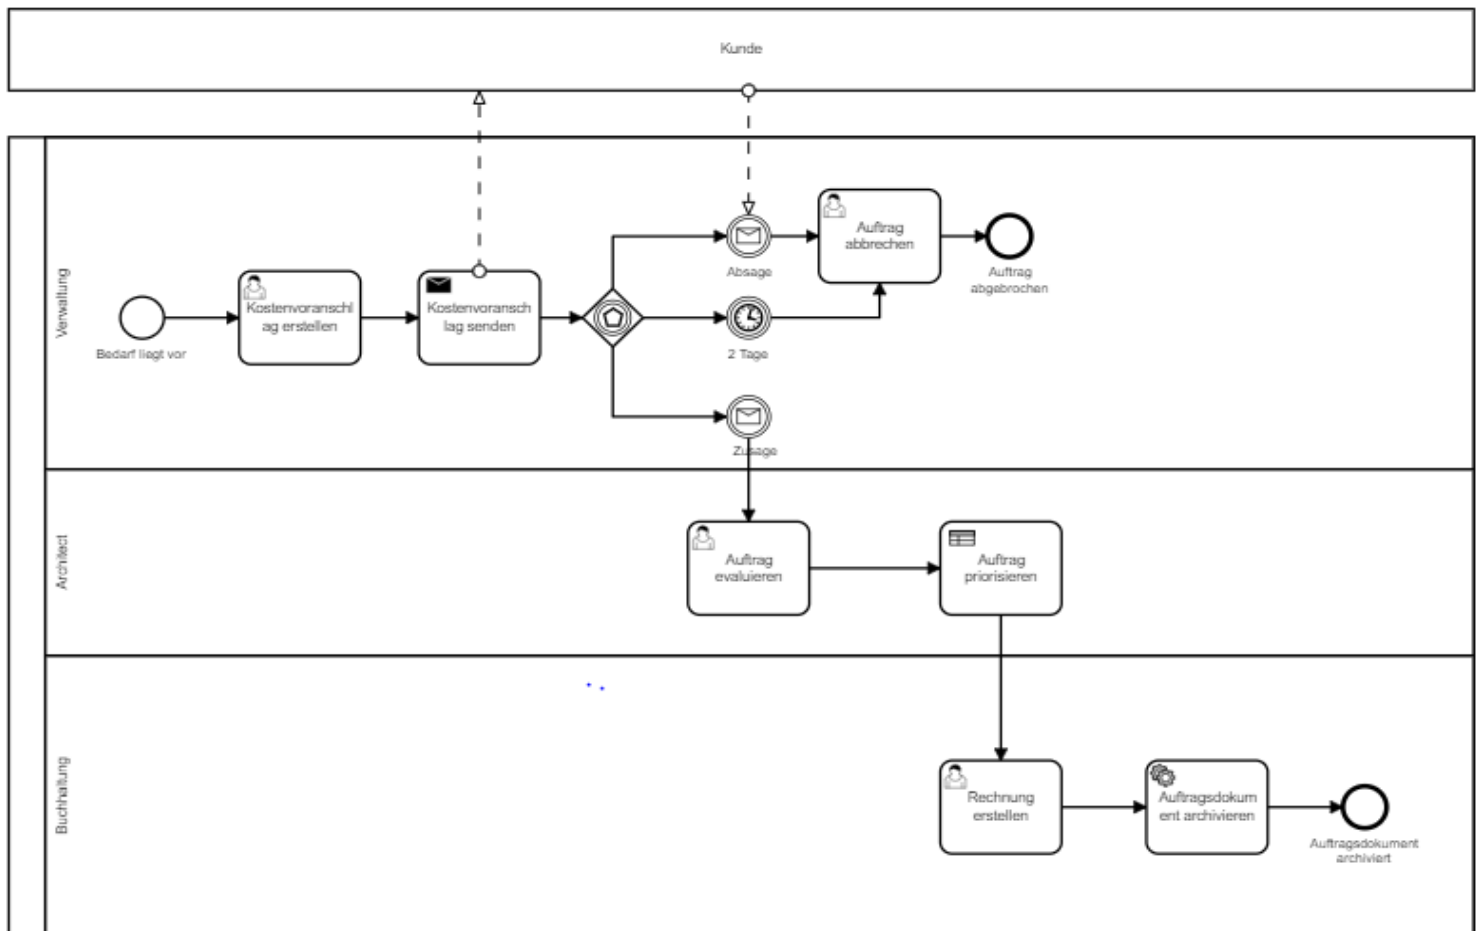 Kunde
Verwaltung
Bedarf liegt vor
Kostenvoranschl
ag erstellen
Kostenvoransch
lag senden
Absage
2 Tage
Zusage
Auftrag
abbrechen
Auftrag
abgebrochen
Architect
Auftrag
evaluieren
Auftrag
priorisieren
Buchhaltung
Rechnung
erstellen
Auftragsdokum
ent archivieren
Auftragsdokument
archiviert